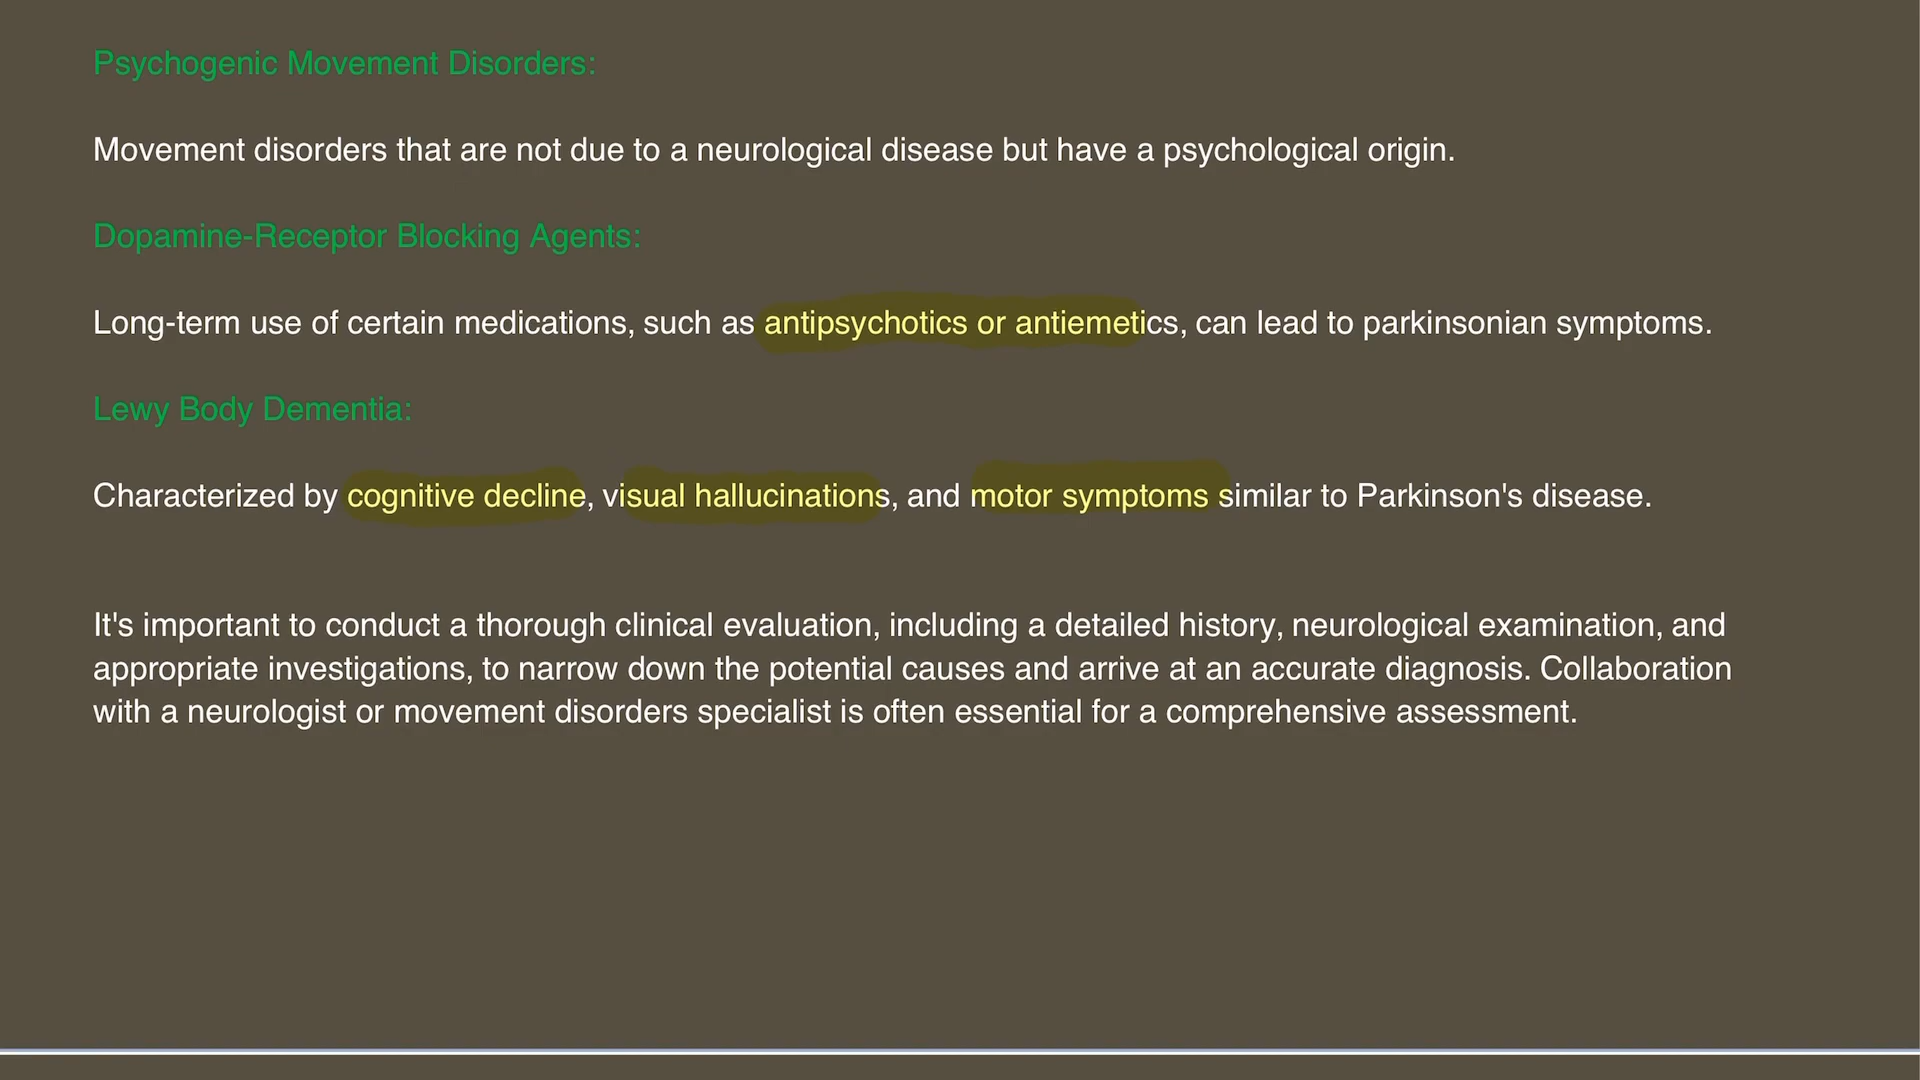 Psychogenic Movement Disorders:
Movement disorders that are not due to a neurological disease but have a psychological origin.
Dopamine-Receptor Blocking Agents:
Long-term use of certain medications, such as antipsychotics or antiemetics, can lead to parkinsonian symptoms.
Lewy Body Dementia:
Characterized by cognitive decline, visual hallucinations, and motor symptoms similar to Parkinson's disease.
It's important to conduct a thorough clinical evaluation, including a detailed history, neurological examination, and
appropriate investigations, to narrow down the potential causes and arrive at an accurate diagnosis. Collaboration
with a neurologist or movement disorders specialist is often essential for a comprehensive assessment.